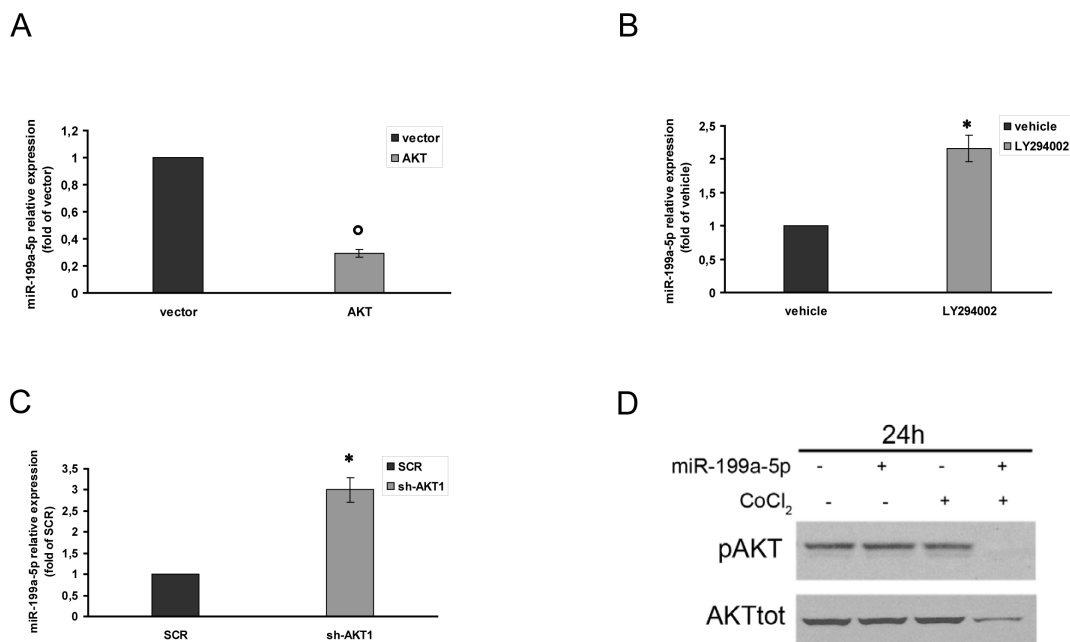 A
miR-199a-5p relative expression
(fold of vector)
1,2
1
0,8
0,6
0,4
0,2
0
vector
AKT
vector
AKT
B
miR-199a-5p relative expression
(fold of vehicle)
2,5
2
1,5
1
0,5
0
*
vehicle
LY294002
vehicle
LY294002
C
miR-199a-5p relative expression
(fold of SCR)
3,5
3
2,5
2
1,5
1
0,5
0
*
SCR
sh-AKT1
SCR
sh-AKT1
D
24h
miR-199a-5p - + - +
CoCl₂ - - + +
pAKT
AKTtot